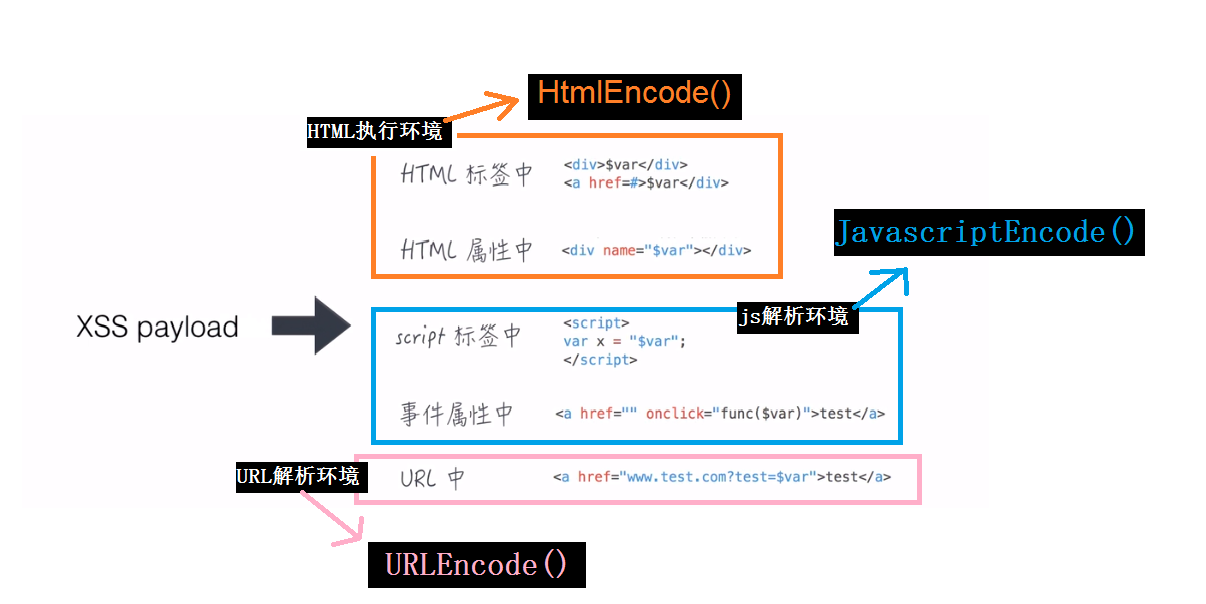 HtmlEncode()
HTML执行环境
HTML 标签中
<div>$var</div>
<a href=#>$var</div>
HTML 属性中
<div name="$var"></div>
JavascriptEncode()
js解析环境
XSS payload
script 标签中
<script>
var x = "$var";
</script>
事件属性中
<a href="" onclick="func($var)">test</a>
URL解析环境
URL 中
<a href="www.test.com?test=$var">test</a>
URLEncode()